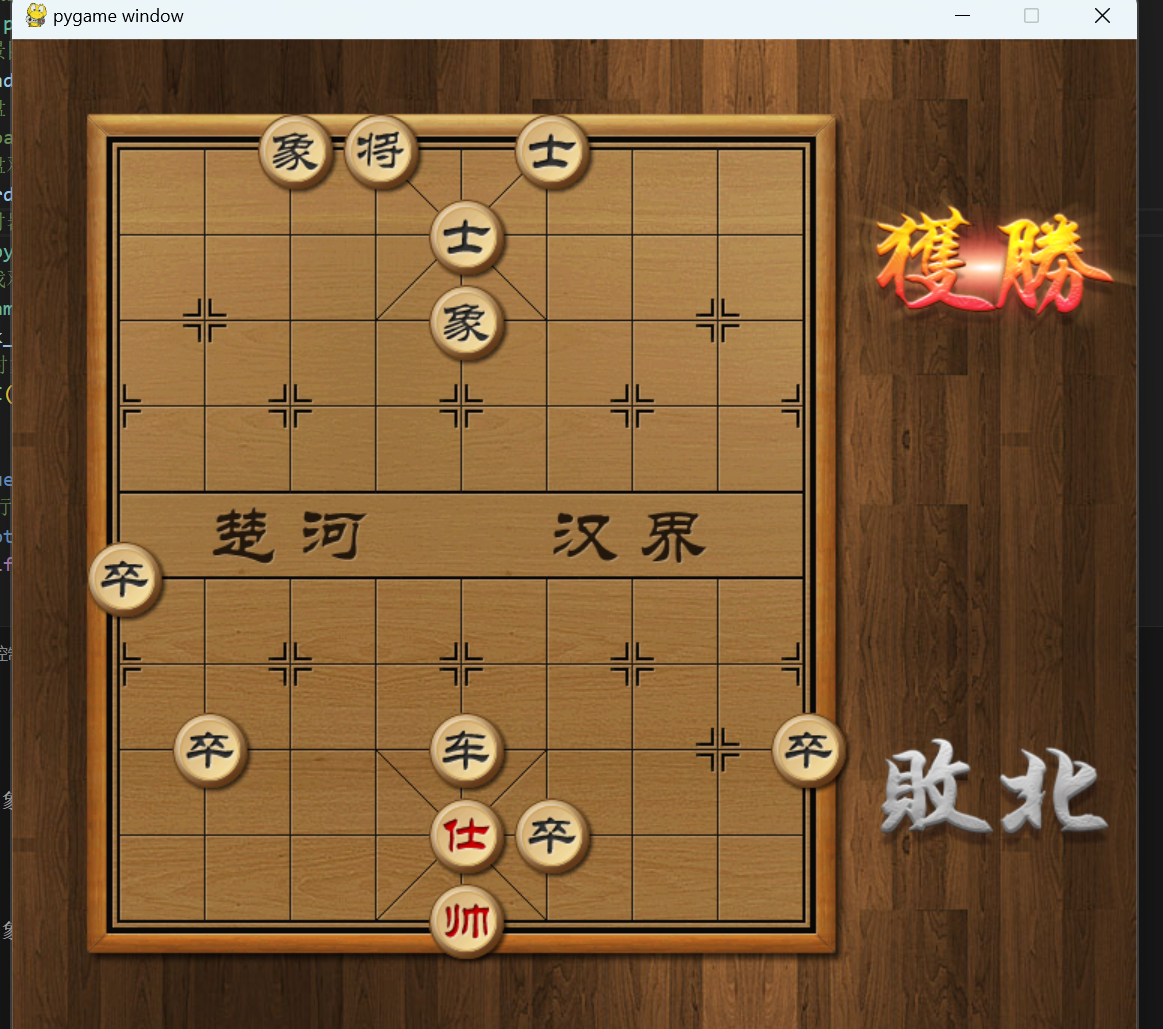 pygame window
象 将 士
士
獲勝
象
楚河 汉界
卒
卒 车 卒
敗北
仕 卒
帅